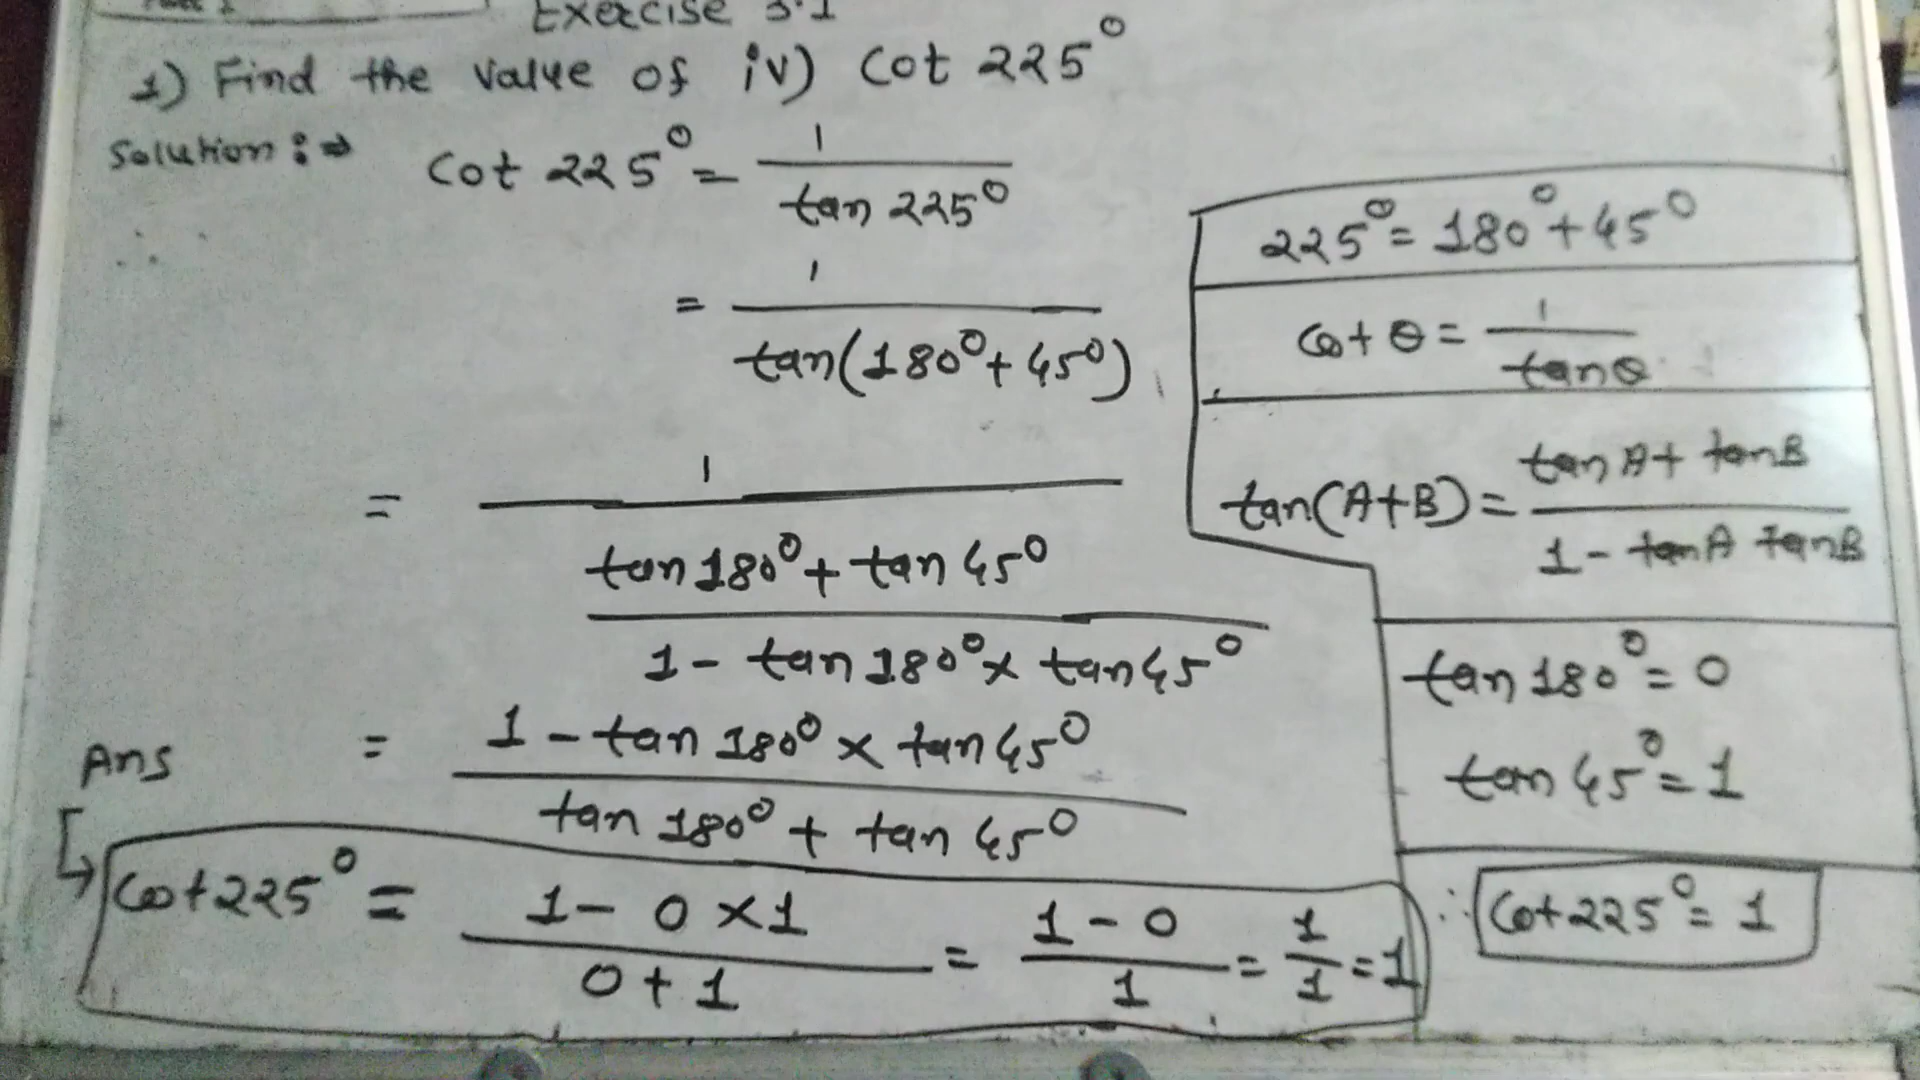 Exercise 3.1
1) Find the value of iv) Cot 225°
Solution :⇒ Cot 225° = 1 / tan 225°
∴
= 1 / tan(180° + 45°)
= 1 / (tan 180° + tan 45° / 1 - tan 180° × tan 45°)
= 1 - tan 180° × tan 45° / tan 180° + tan 45°
Ans
Cot 225° = 1 - 0 × 1 / 0 + 1 = 1 - 0 / 1 = 1 / 1 = 1
225° = 180° + 45°
Cot θ = 1 / tan θ
tan(A+B) = tan A + tan B / 1 - tan A tan B
tan 180° = 0
tan 45° = 1
∴ Cot 225° = 1